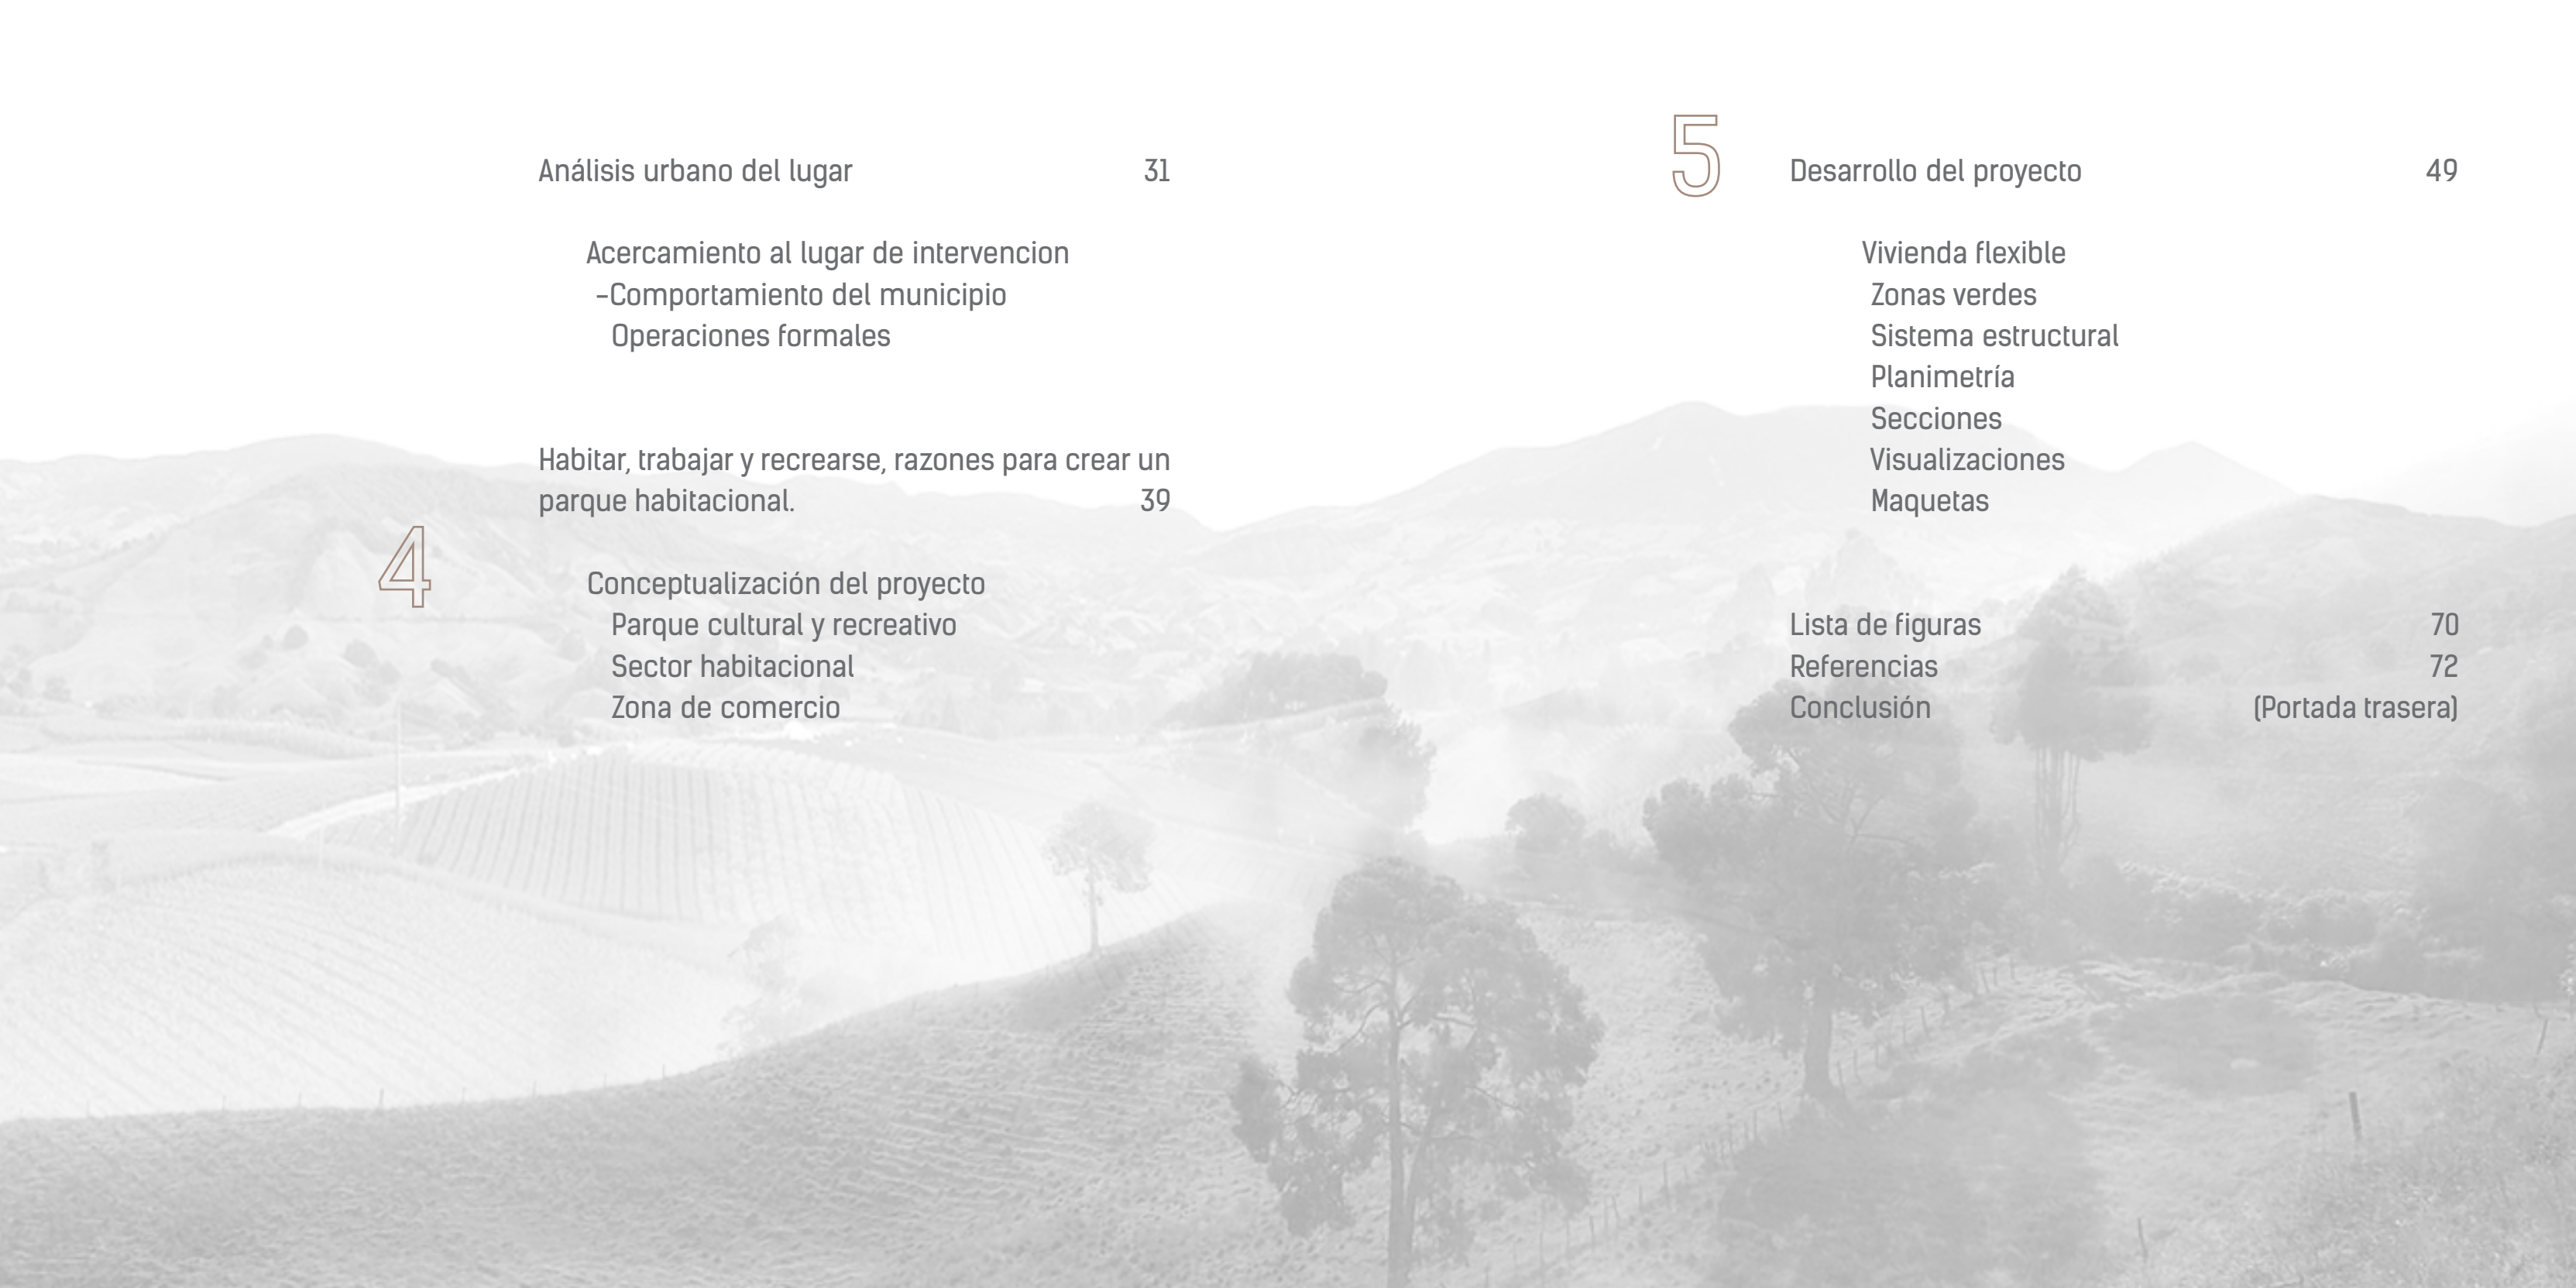 Análisis urbano del lugar 31
Acercamiento al lugar de intervencion
-Comportamiento del municipio
Operaciones formales
Habitar, trabajar y recrearse, razones para crear un
parque habitacional. 39
4
Conceptualización del proyecto
Parque cultural y recreativo
Sector habitacional
Zona de comercio
5
Desarrollo del proyecto 49
Vivienda flexible
Zonas verdes
Sistema estructural
Planimetría
Secciones
Visualizaciones
Maquetas
Lista de figuras 70
Referencias 72
Conclusión (Portada trasera)